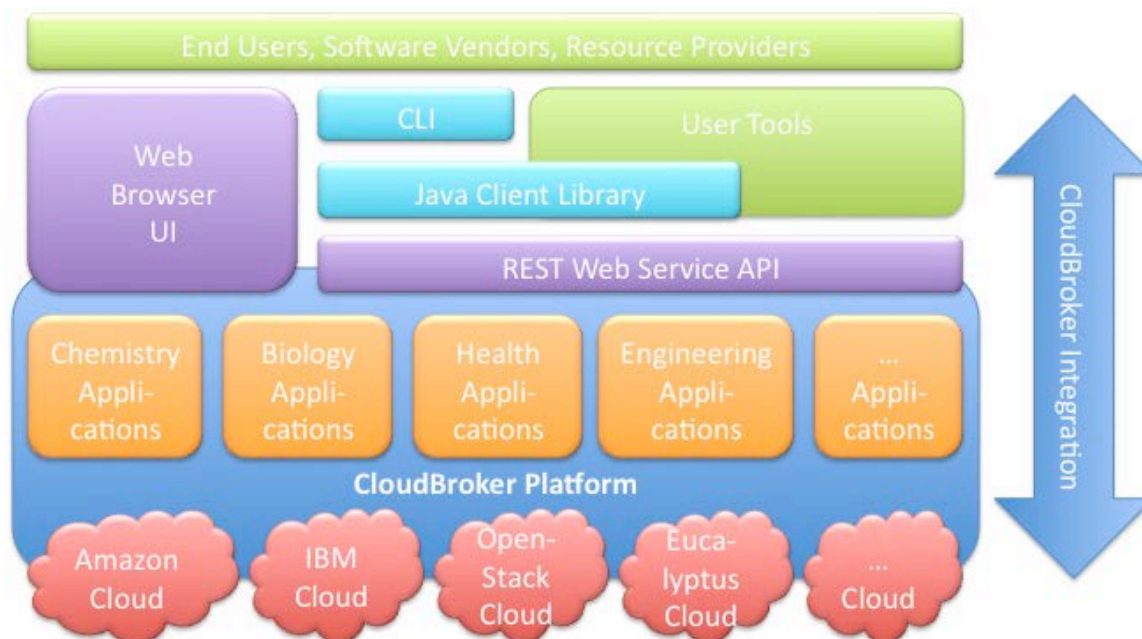 End Users, Software Vendors, Resource Providers
Web
Browser
UI
CLI
User Tools
Java Client Library
REST Web Service API
Chemistry
Appli-
cations
Biology
Appli-
cations
Health
Appli-
cations
Engineering
Appli-
cations
...
Appli-
cations
CloudBroker Platform
Amazon
Cloud
IBM
Cloud
Open-
Stack
Cloud
Euca-
lyptus
Cloud
...
Cloud
CloudBroker Integration